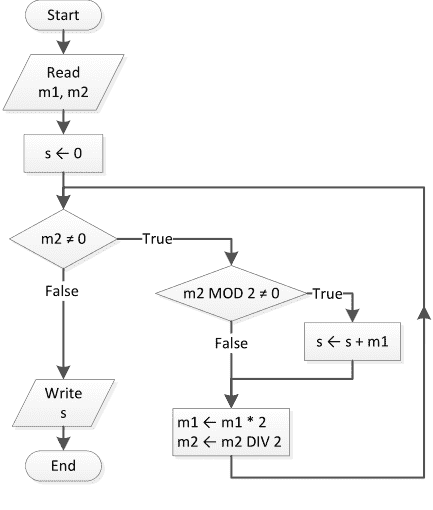 Start
Read
m1, m2
s ← 0
m2 ≠ 0
True
False
m2 MOD 2 ≠ 0
True
False
s ← s + m1
m1 ← m1 * 2
m2 ← m2 DIV 2
Write
s
End